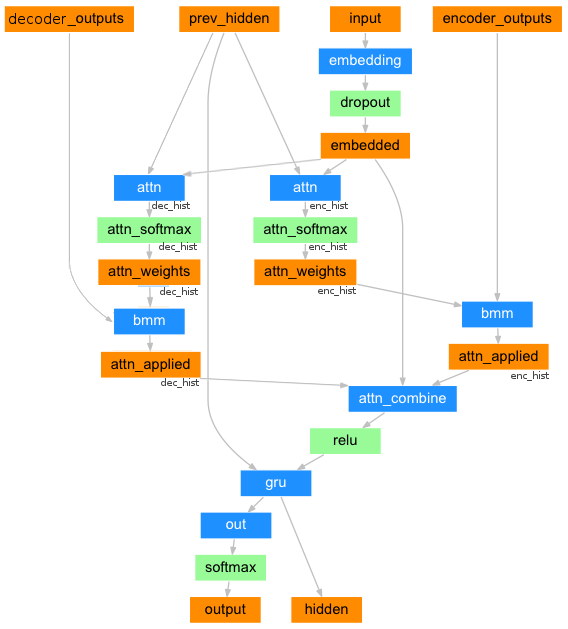 decoder_outputs
prev_hidden
input
encoder_outputs
embedding
dropout
embedded
attn
dec_hist
attn
enc_hist
attn_softmax
dec_hist
attn_softmax
enc_hist
attn_weights
dec_hist
attn_weights
enc_hist
bmm
bmm
attn_applied
dec_hist
attn_applied
enc_hist
attn_combine
relu
gru
out
softmax
output
hidden